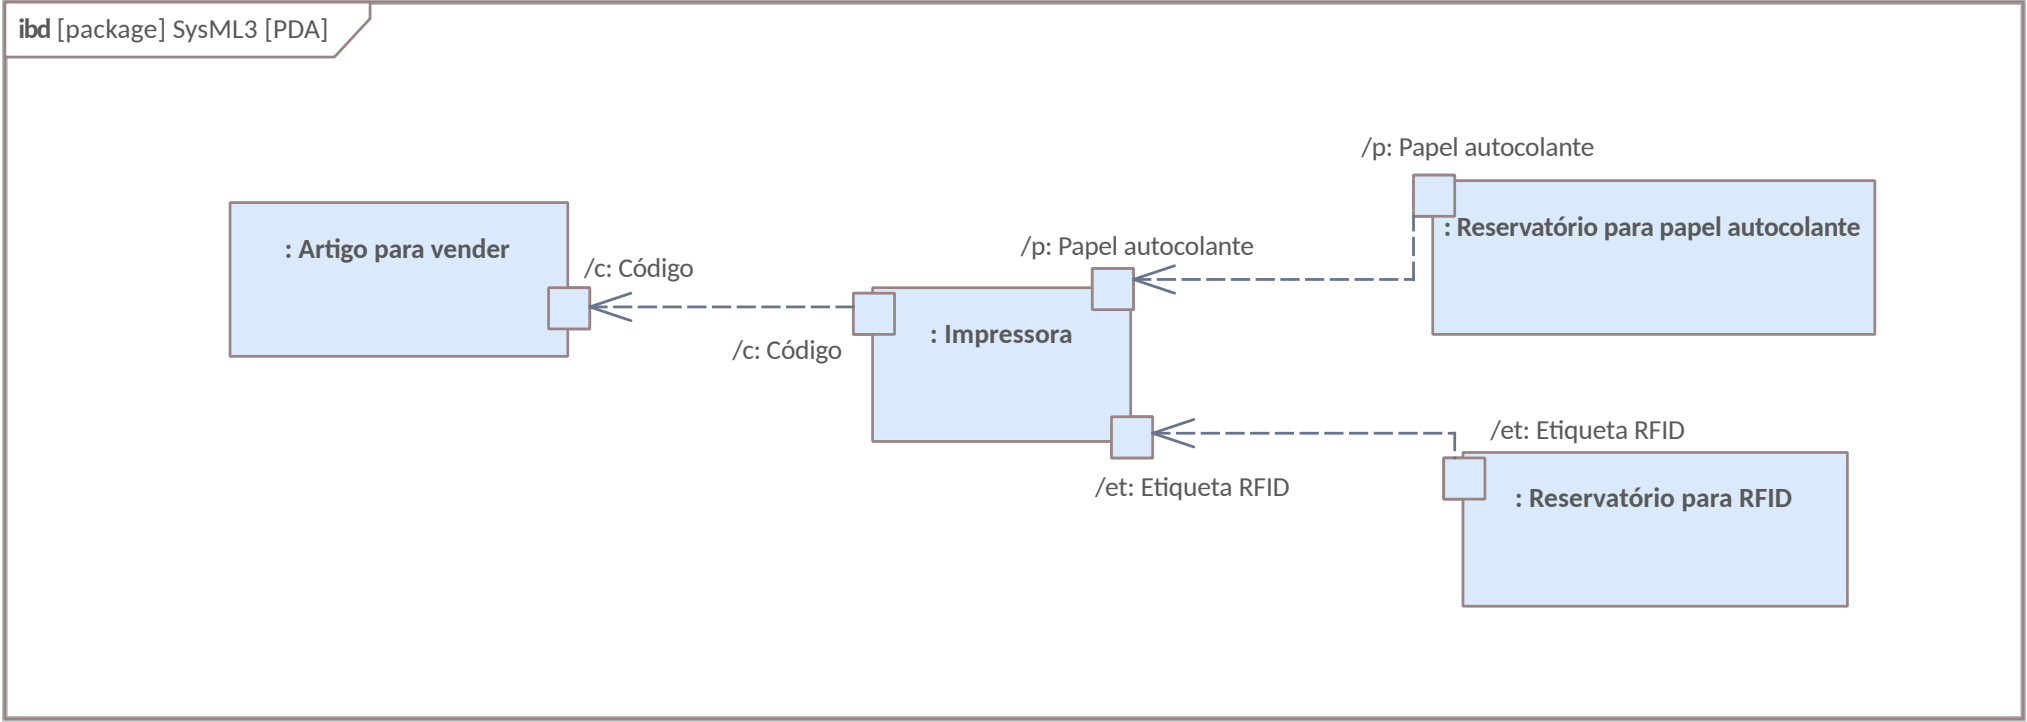 ibd [package] SysML3 [PDA]
/p: Papel autocolante
: Reservatório para papel autocolante
: Artigo para vender
/c: Código
/p: Papel autocolante
: Impressora
/c: Código
/et: Etiqueta RFID
/et: Etiqueta RFID
: Reservatório para RFID